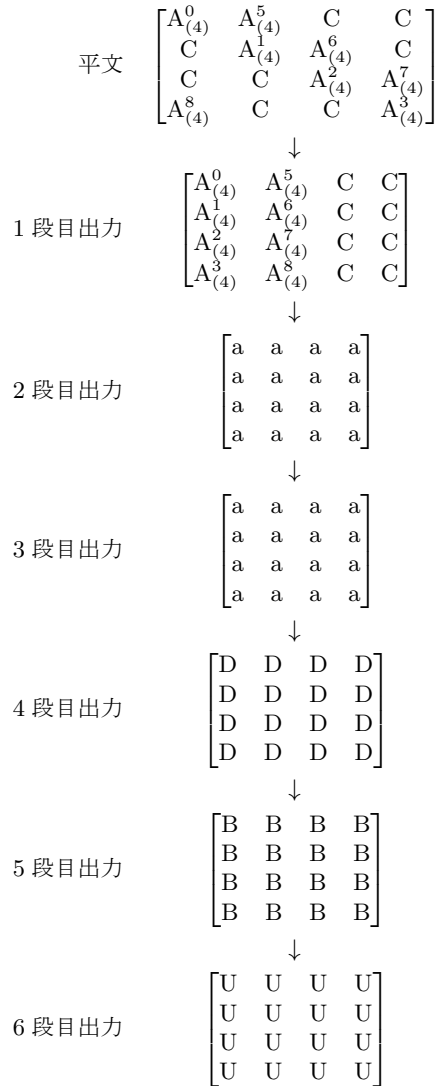 平文
A^0_(4) A^5_(4) C C
C A^1_(4) A^6_(4) C
C C A^2_(4) A^7_(4)
A^8_(4) C C A^3_(4)
↓
1 段目出力
A^0_(4) A^5_(4) C C
A^1_(4) A^6_(4) C C
A^2_(4) A^7_(4) C C
A^3_(4) A^8_(4) C C
↓
2 段目出力
a a a a
a a a a
a a a a
a a a a
↓
3 段目出力
a a a a
a a a a
a a a a
a a a a
↓
4 段目出力
D D D D
D D D D
D D D D
D D D D
↓
5 段目出力
B B B B
B B B B
B B B B
B B B B
↓
6 段目出力
U U U U
U U U U
U U U U
U U U U